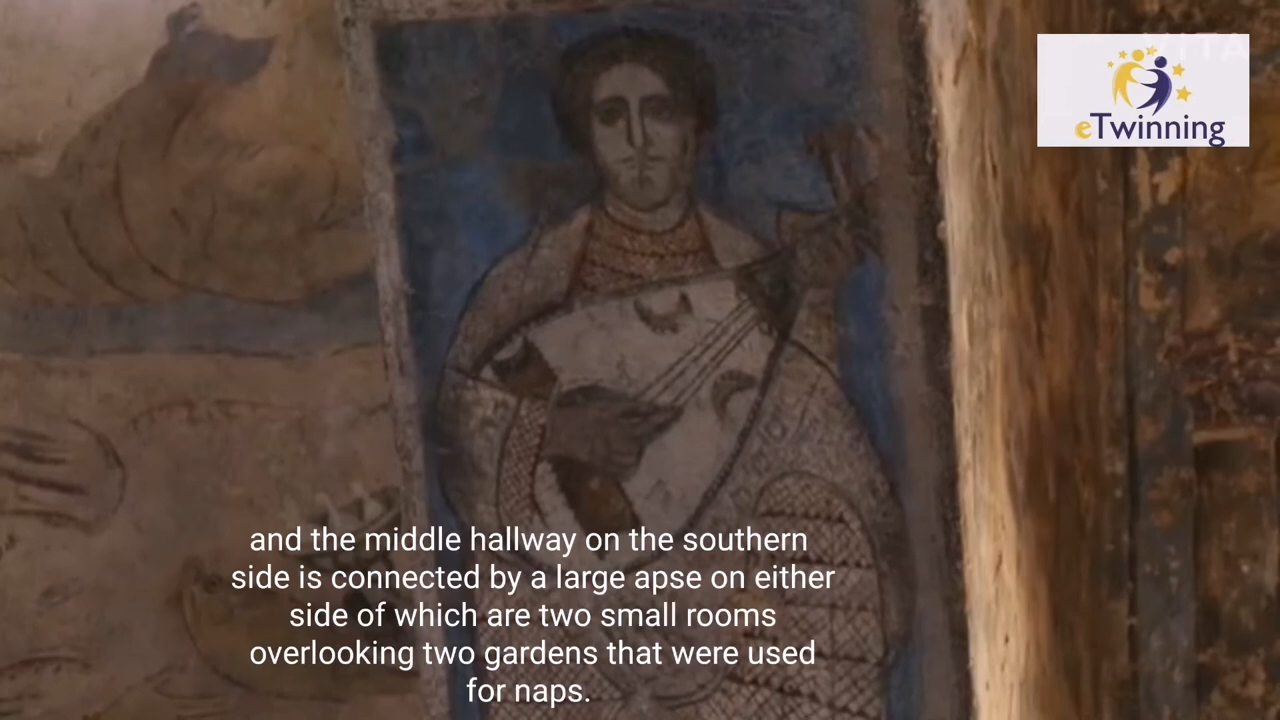 VITA
eTwinning
and the middle hallway on the southern
side is connected by a large apse on either
side of which are two small rooms
overlooking two gardens that were used
for naps.